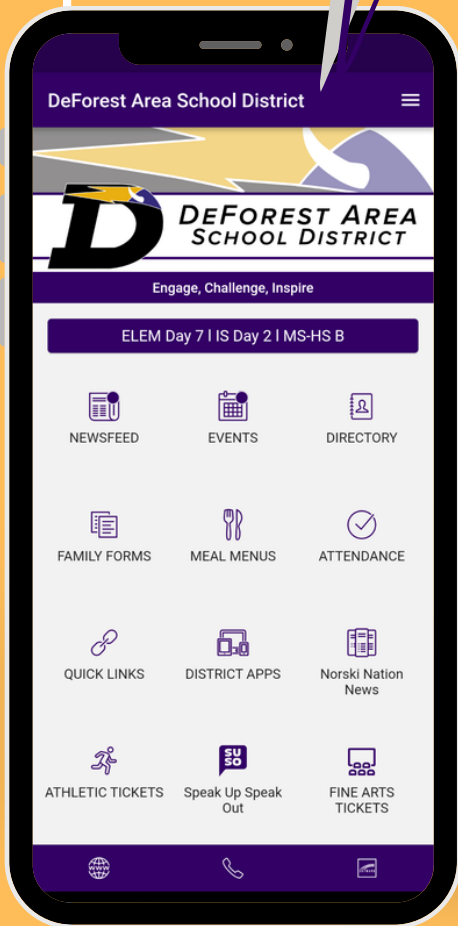 DeForest Area School District
DEFOREST AREA
SCHOOL DISTRICT
Engage, Challenge, Inspire
ELEM Day 7 l IS Day 2 l MS-HS B
NEWSFEED
EVENTS
DIRECTORY
FAMILY FORMS
MEAL MENUS
ATTENDANCE
QUICK LINKS
DISTRICT APPS
Norski Nation
News
SU
SO
ATHLETIC TICKETS
Speak Up Speak
Out
FINE ARTS
TICKETS
WWW